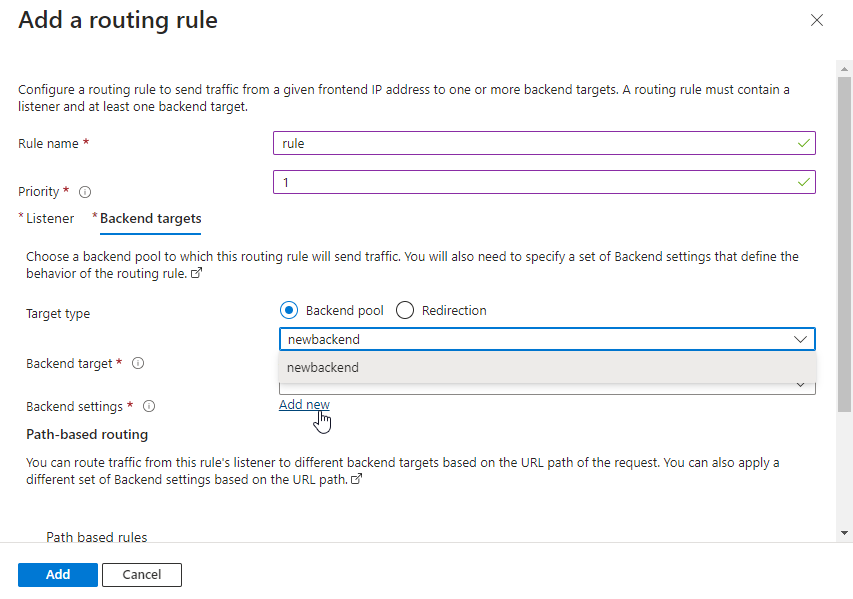 Add a routing rule
Configure a routing rule to send traffic from a given frontend IP address to one or more backend targets. A routing rule must contain a
listener and at least one backend target.
Rule name *
rule
Priority *
1
* Listener * Backend targets
Choose a backend pool to which this routing rule will send traffic. You will also need to specify a set of Backend settings that define the
behavior of the routing rule.
Target type
Backend pool Redirection
newbackend
Backend target *
newbackend
Backend settings *
Add new
Path-based routing
You can route traffic from this rule's listener to different backend targets based on the URL path of the request. You can also apply a
different set of Backend settings based on the URL path.
Path based rules
Add Cancel